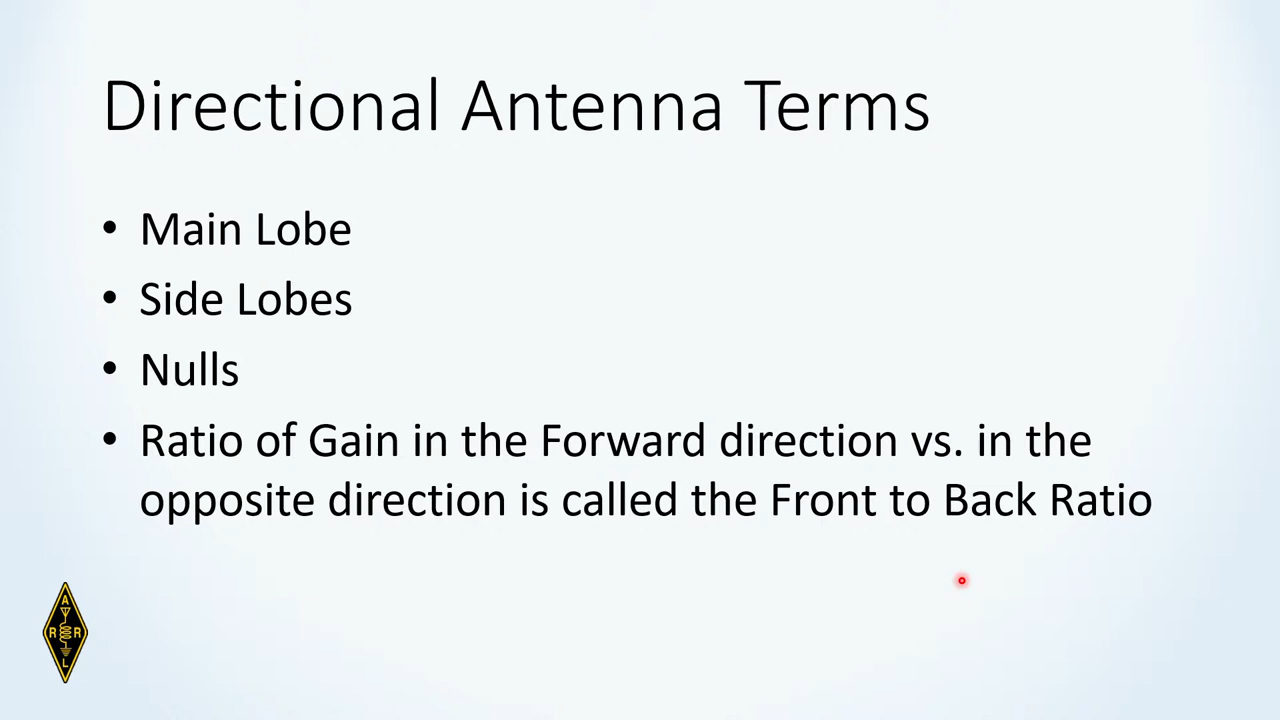 Directional Antenna Terms
• Main Lobe
• Side Lobes
• Nulls
• Ratio of Gain in the Forward direction vs. in the
opposite direction is called the Front to Back Ratio
A
R R
L